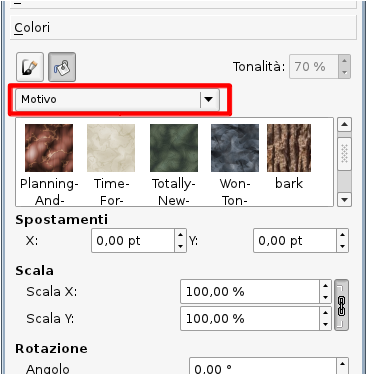 Colori
Tonalità: 70 %
Motivo
Planning- Time- Totally- Won- bark
And- For- New- Ton-
Spostamenti
X: 0,00 pt Y: 0,00 pt
Scala
Scala X: 100,00 %
Scala Y: 100,00 %
Rotazione
Angolo 0,00 °